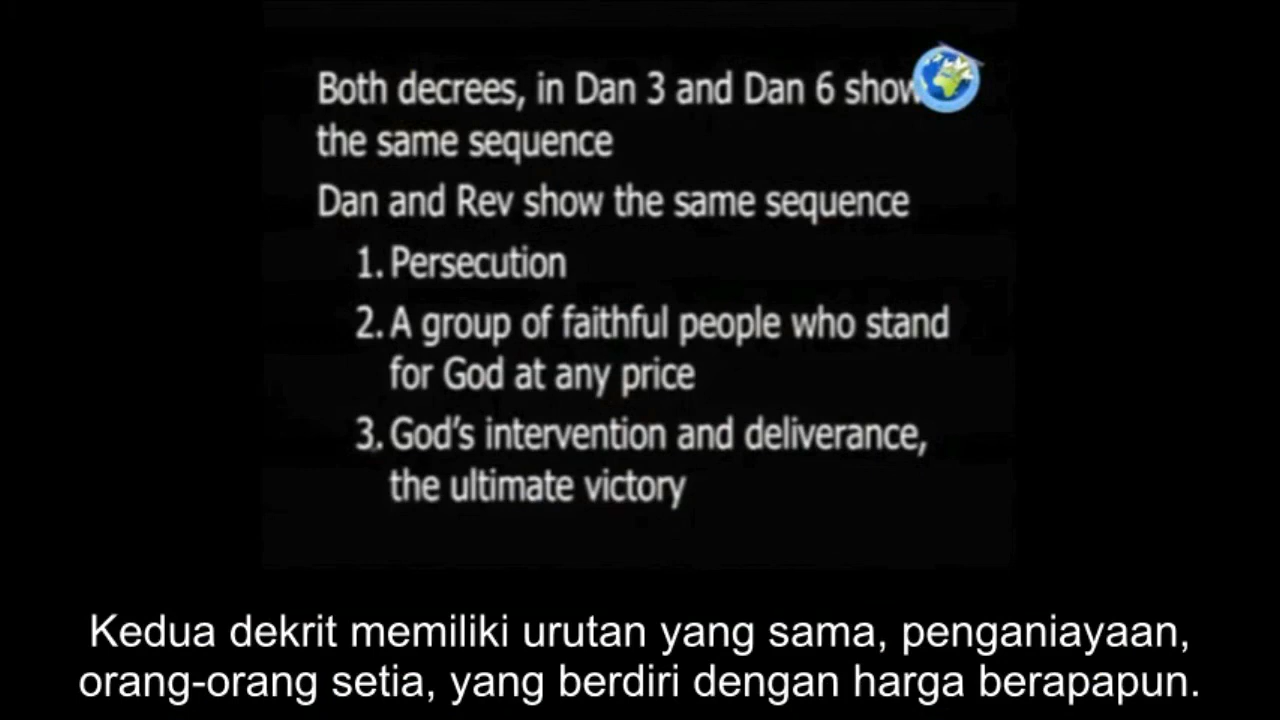 Both decrees, in Dan 3 and Dan 6 show
the same sequence
Dan and Rev show the same sequence
1. Persecution
2. A group of faithful people who stand
for God at any price
3. God's intervention and deliverance,
the ultimate victory
Kedua dekrit memiliki urutan yang sama, penganiayaan,
orang-orang setia, yang berdiri dengan harga berapapun.